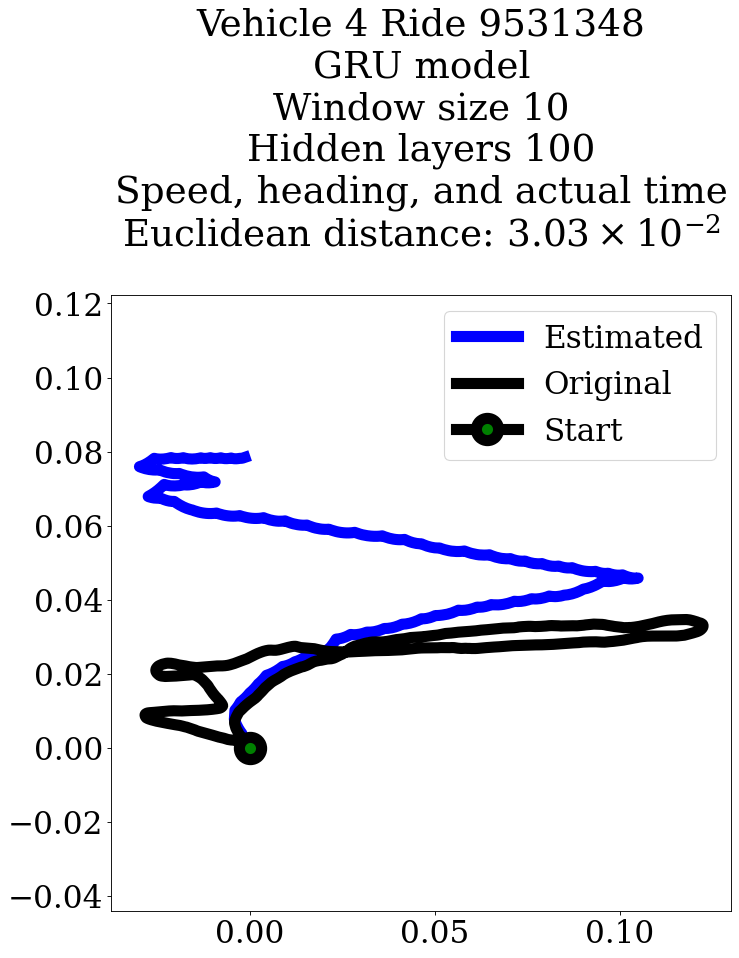 Vehicle 4 Ride 9531348
GRU model
Window size 10
Hidden layers 100
Speed, heading, and actual time
Euclidean distance: 3.03 × 10⁻²
Estimated
Original
Start
0.12
0.10
0.08
0.06
0.04
0.02
0.00
−0.02
−0.04
0.00 0.05 0.10